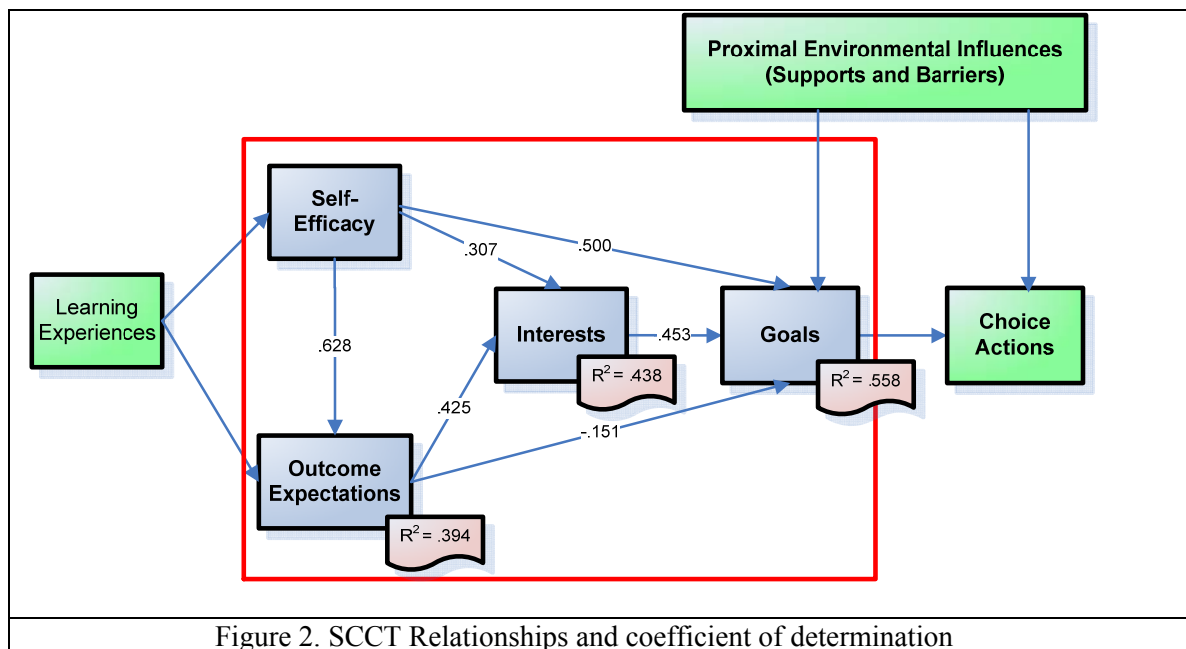 Proximal Environmental Influences
(Supports and Barriers)
Self-
Efficacy
.500
.307
Learning
Experiences
Interests
.453
Goals
Choice
Actions
.628
R² = .438
R² = .558
.425
-.151
Outcome
Expectations
R² = .394
Figure 2. SCCT Relationships and coefficient of determination